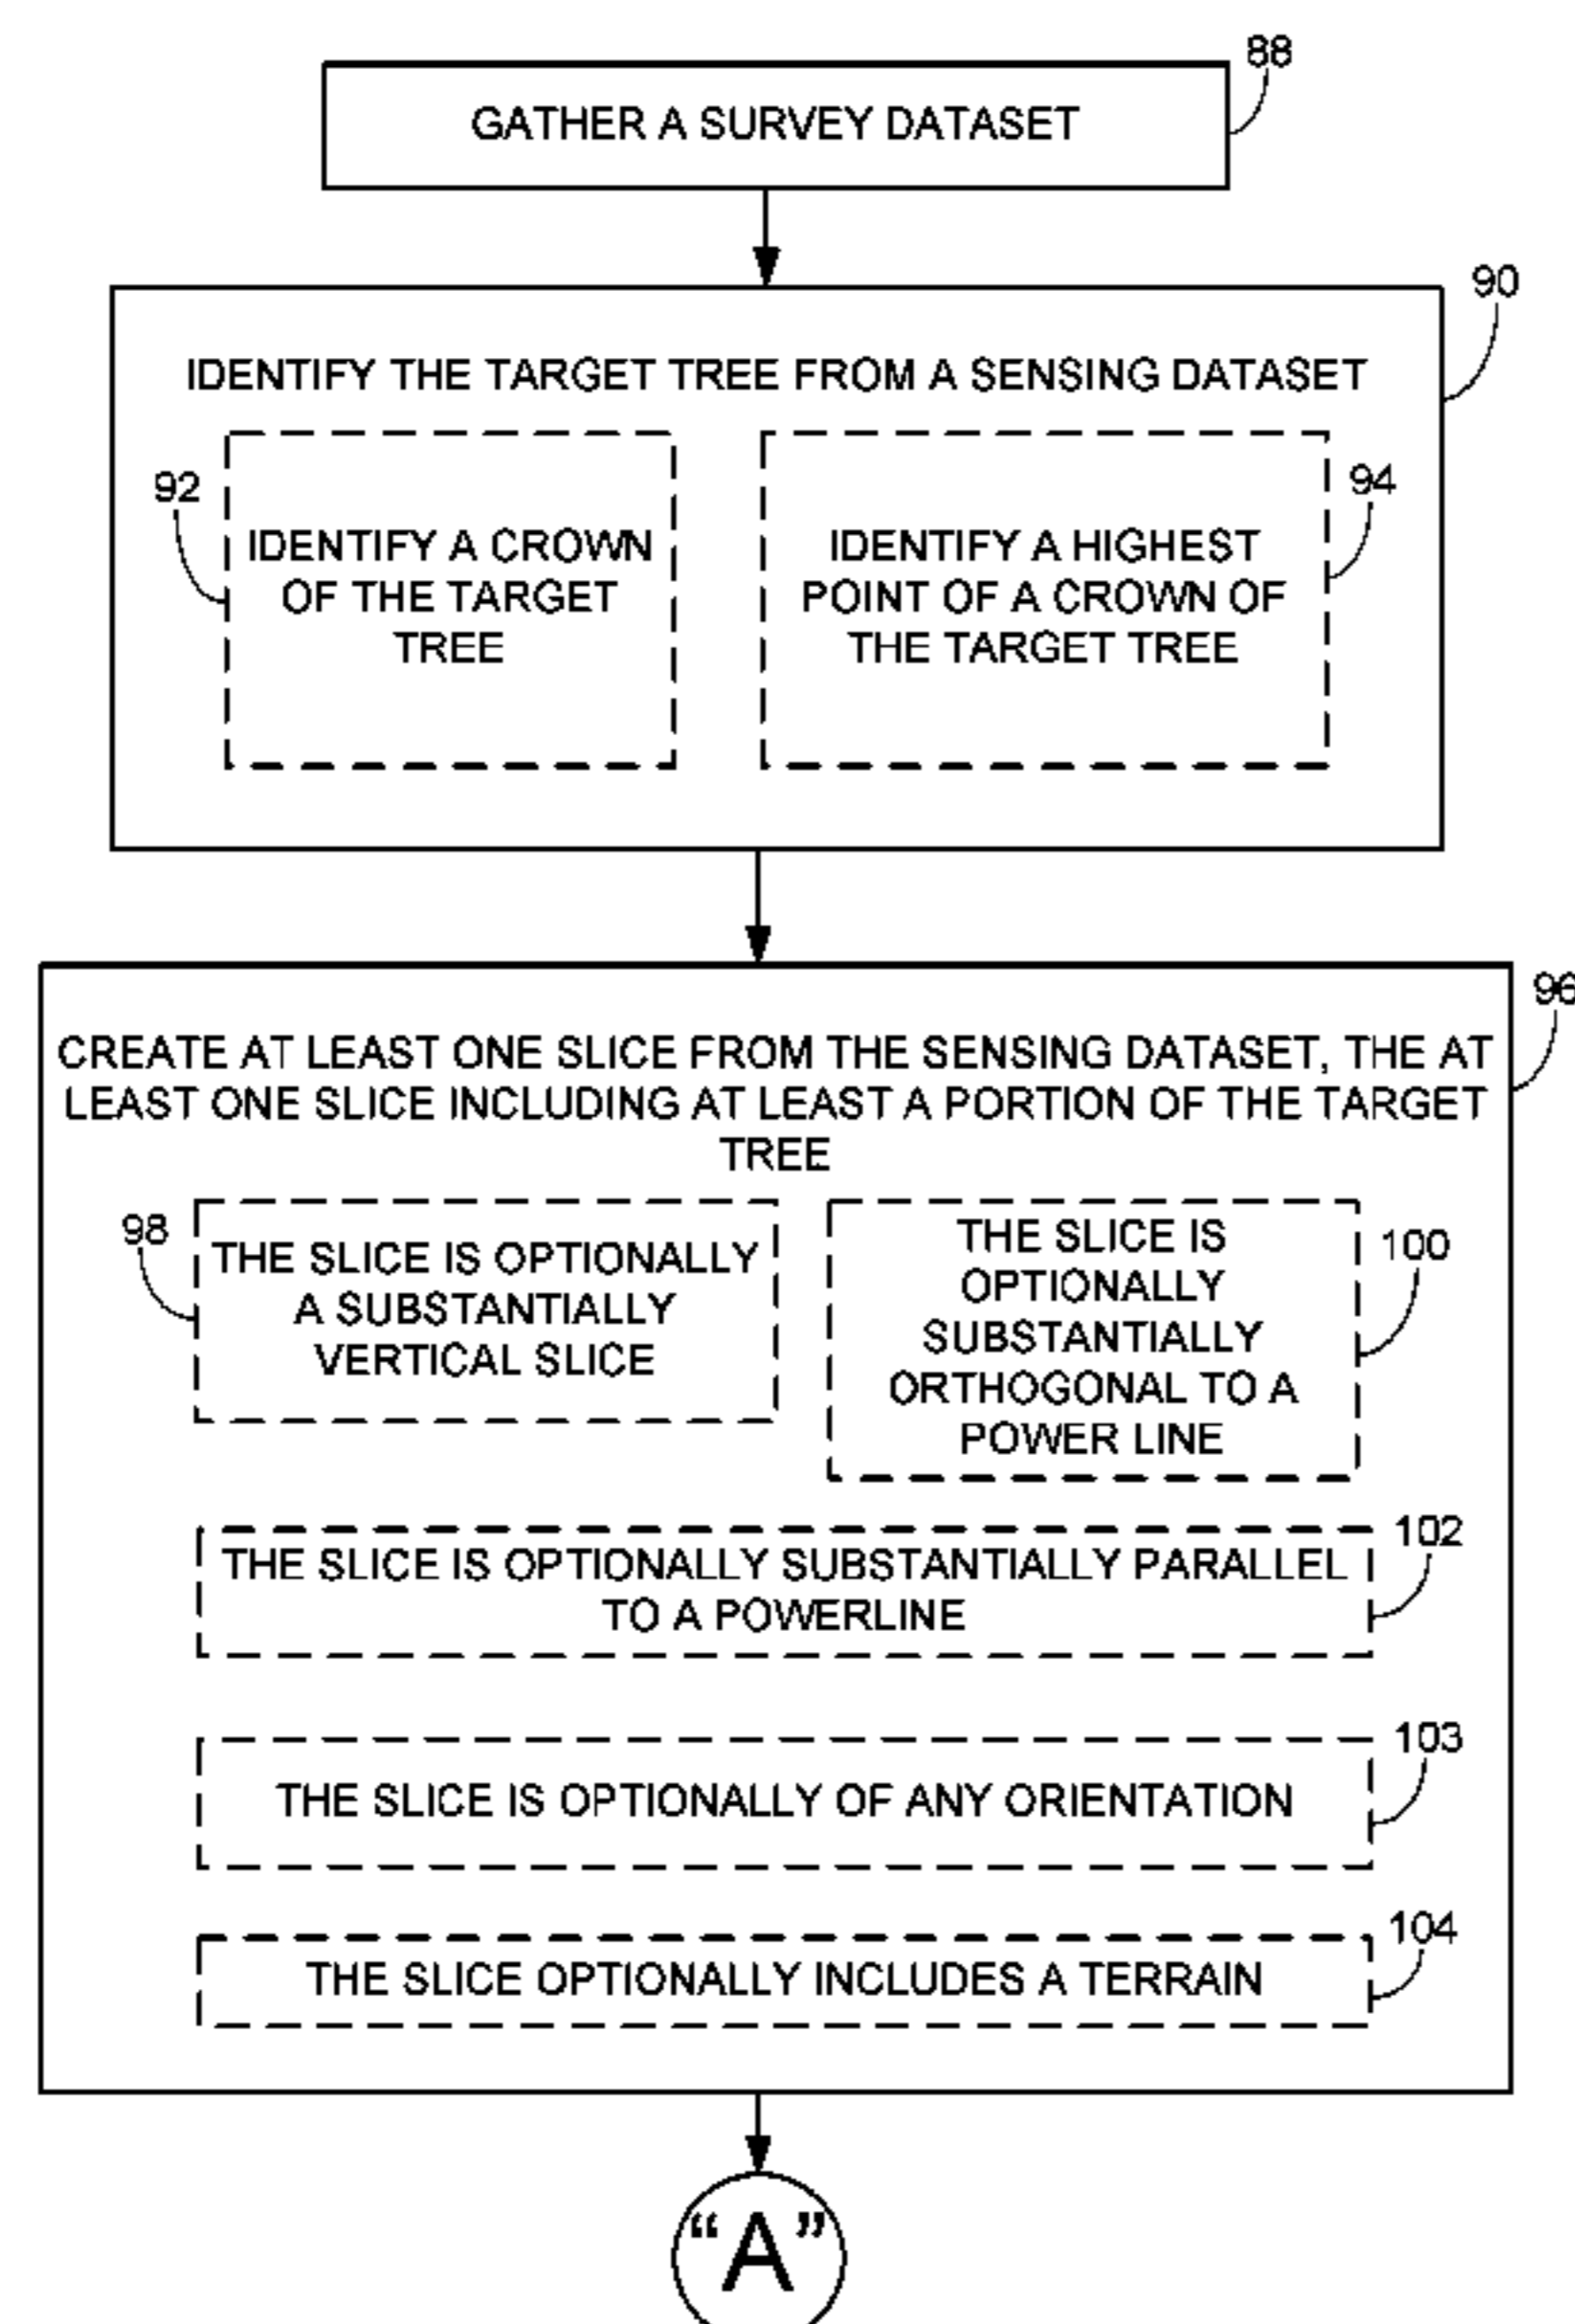 88
GATHER A SURVEY DATASET
90
IDENTIFY THE TARGET TREE FROM A SENSING DATASET
92
IDENTIFY A CROWN
OF THE TARGET
TREE
94
IDENTIFY A HIGHEST
POINT OF A CROWN OF
THE TARGET TREE
96
CREATE AT LEAST ONE SLICE FROM THE SENSING DATASET, THE AT
LEAST ONE SLICE INCLUDING AT LEAST A PORTION OF THE TARGET
TREE
98
THE SLICE IS OPTIONALLY
A SUBSTANTIALLY
VERTICAL SLICE
100
THE SLICE IS
OPTIONALLY
SUBSTANTIALLY
ORTHOGONAL TO A
POWER LINE
102
THE SLICE IS OPTIONALLY SUBSTANTIALLY PARALLEL
TO A POWERLINE
103
THE SLICE IS OPTIONALLY OF ANY ORIENTATION
104
THE SLICE OPTIONALLY INCLUDES A TERRAIN
“A”